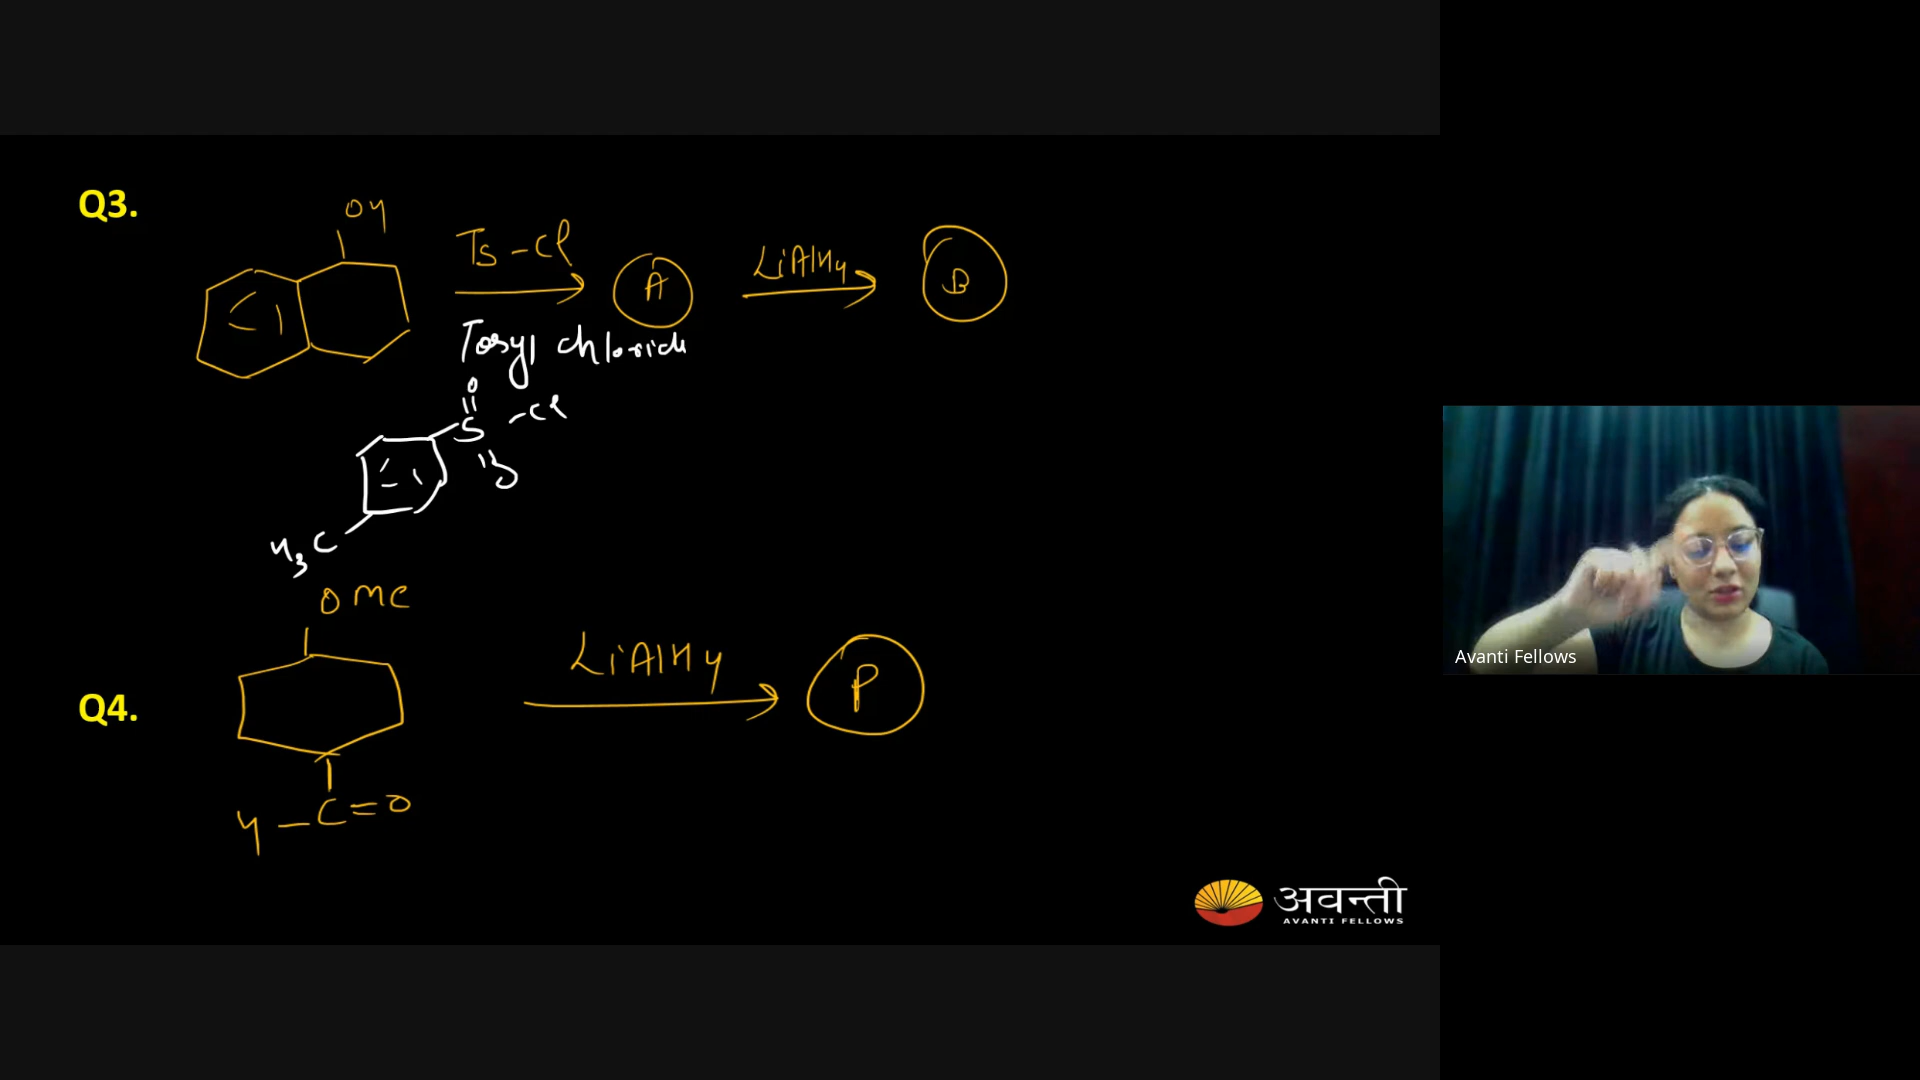 Q3.
OH
Ts-Cl
A
LiAlH4
B
Tosyl chloride
O
S
-Cl
O
H3C
OMe
LiAlH4
P
Q4.
H-C=O
Avanti Fellows
अवन्ती
AVANTI FELLOWS